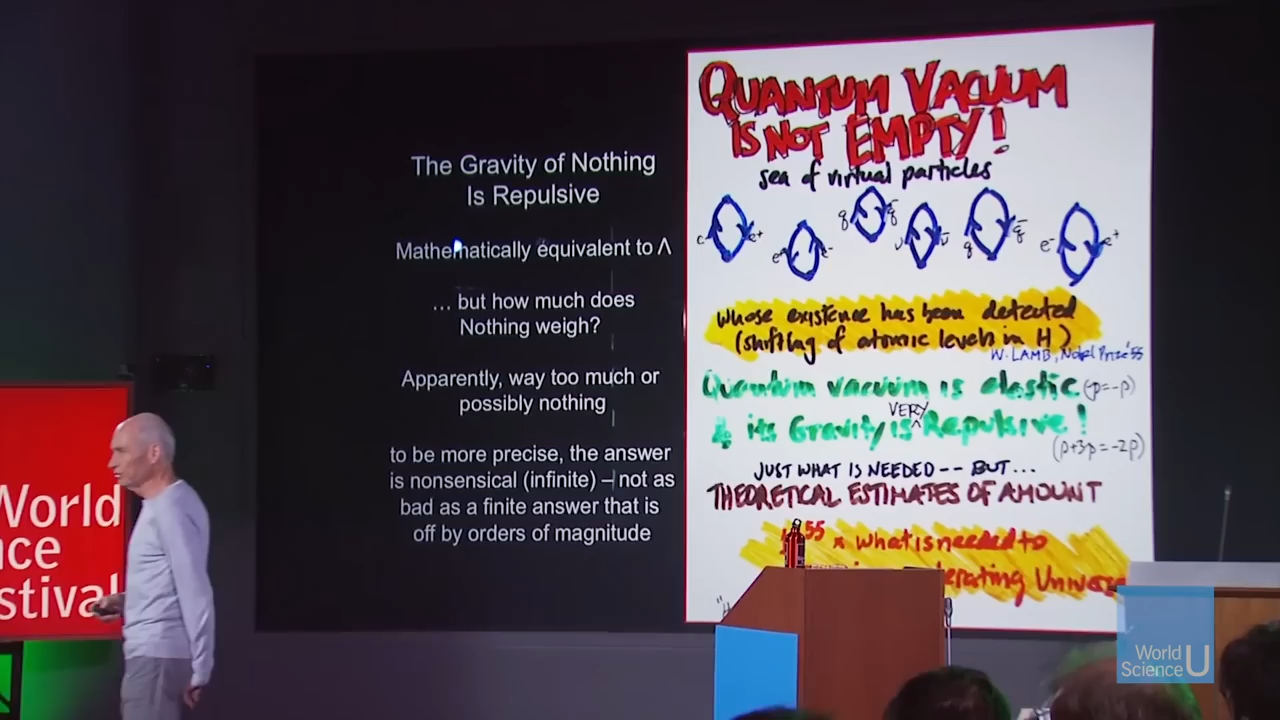 The Gravity of Nothing
Is Repulsive
Mathematically equivalent to Λ
... but how much does
Nothing weigh?
Apparently, way too much or
possibly nothing
to be more precise, the answer
is nonsensical (infinite) – not as
bad as a finite answer that is
off by orders of magnitude
QUANTUM VACUUM
IS NOT EMPTY!
sea of virtual particles
e- e+
whose existence has been detected
(shifting of atomic levels in H)
W. LAMB, Nobel Prize '55
Quantum vacuum is elastic (p=-ρ)
& its Gravity is VERY Repulsive!
(ρ+3p=-2ρ)
JUST WHAT IS NEEDED -- BUT...
THEORETICAL ESTIMATES OF AMOUNT
55 x what is needed to
erating Universe
World
nce
stival
World
Science U